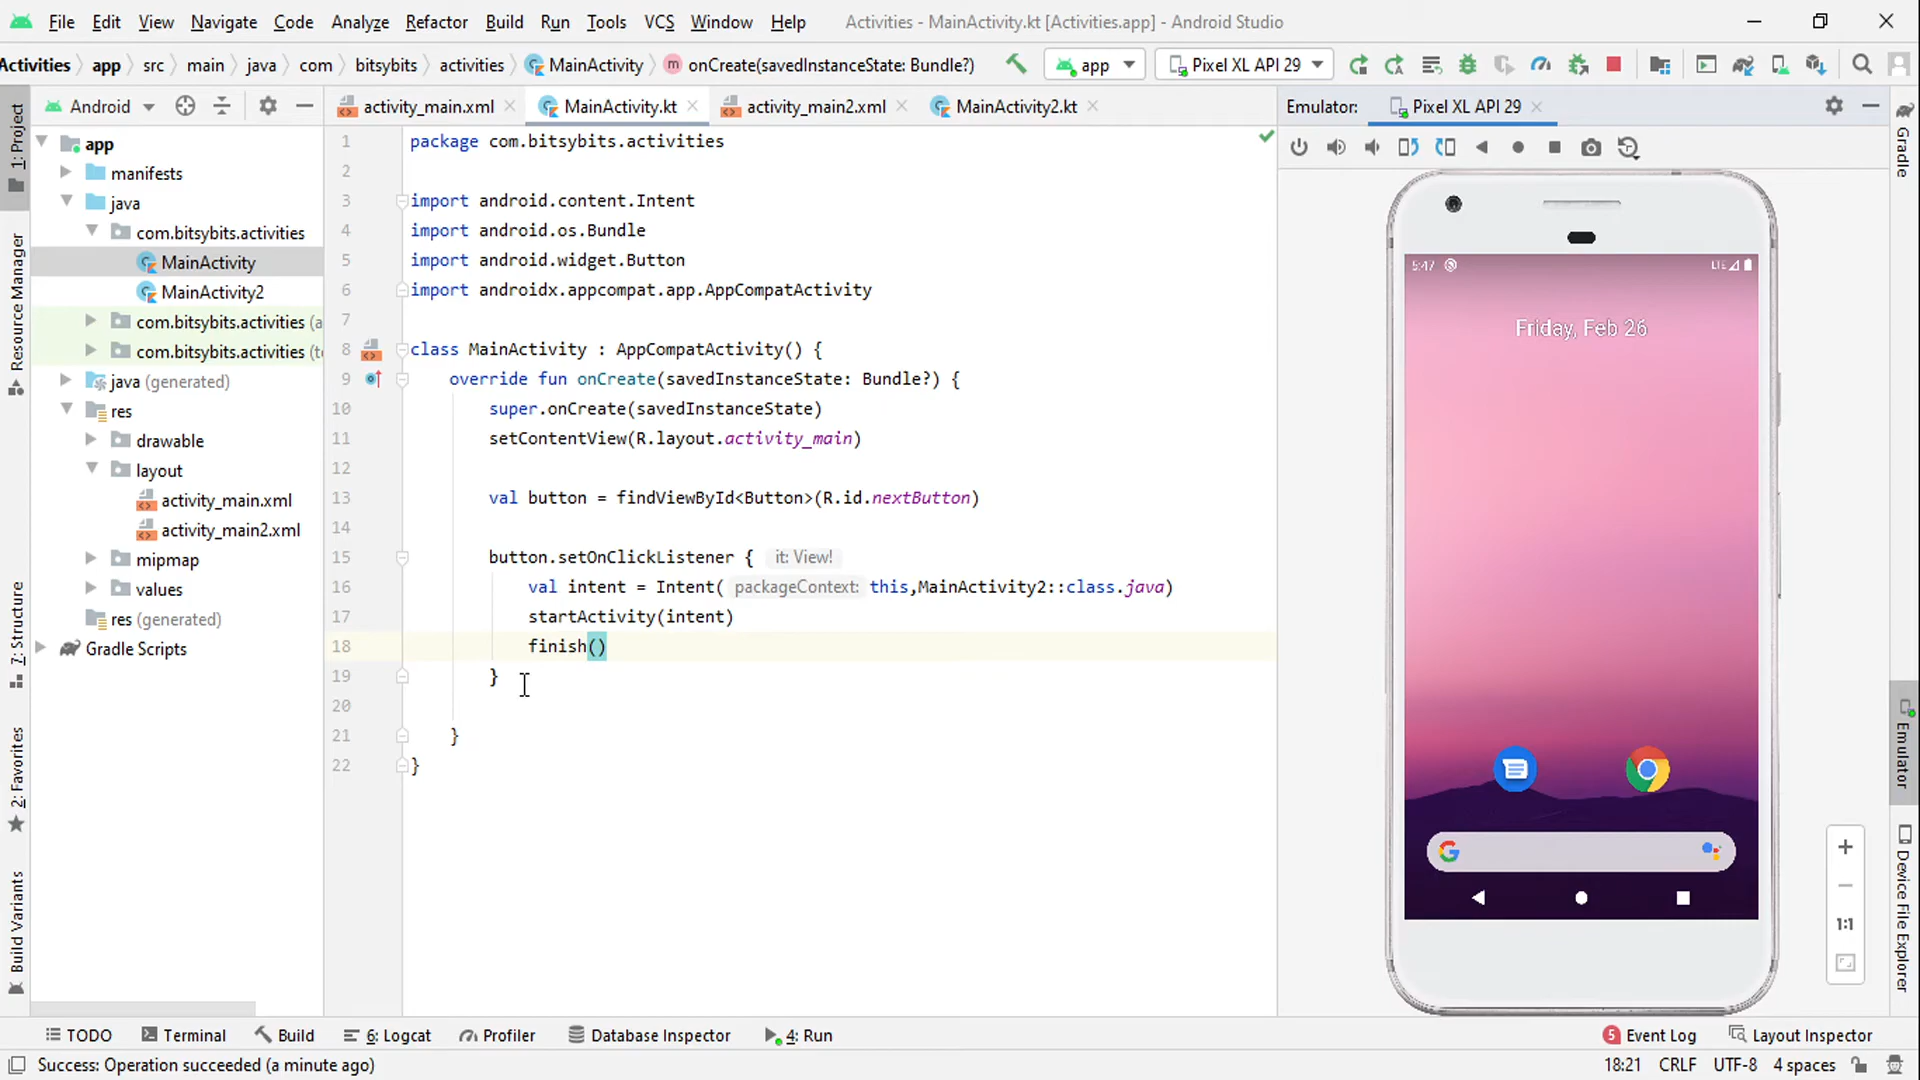 File Edit View Navigate Code Analyze Refactor Build Run Tools VCS Window Help Activities - MainActivity.kt [Activities.app] - Android Studio
Activities app src main java com bitsybits activities MainActivity onCreate(savedInstanceState: Bundle?) app Pixel XL API 29
Android activity_main.xml MainActivity.kt activity_main2.xml MainActivity2.kt Emulator: Pixel XL API 29
1: Project
Resource Manager
7: Structure
2: Favorites
Build Variants
app
manifests
java
com.bitsybits.activities
MainActivity
MainActivity2
com.bitsybits.activities (a
com.bitsybits.activities (t
java (generated)
res
drawable
layout
activity_main.xml
activity_main2.xml
mipmap
values
res (generated)
Gradle Scripts
1 package com.bitsybits.activities
2
3 import android.content.Intent
4 import android.os.Bundle
5 import android.widget.Button
6 import androidx.appcompat.app.AppCompatActivity
7
8 class MainActivity : AppCompatActivity() {
9 override fun onCreate(savedInstanceState: Bundle?) {
10 super.onCreate(savedInstanceState)
11 setContentView(R.layout.activity_main)
12
13 val button = findViewById<Button>(R.id.nextButton)
14
15 button.setOnClickListener { it: View!
16 val intent = Intent( packageContext: this,MainActivity2::class.java)
17 startActivity(intent)
18 finish()
19 }
20
21 }
22 }
5:47 LTE
Friday, Feb 26
1:1
Gradle
Emulator
Device File Explorer
TODO Terminal Build 6: Logcat Profiler Database Inspector 4: Run 5 Event Log Layout Inspector
Success: Operation succeeded (a minute ago) 18:21 CRLF UTF-8 4 spaces